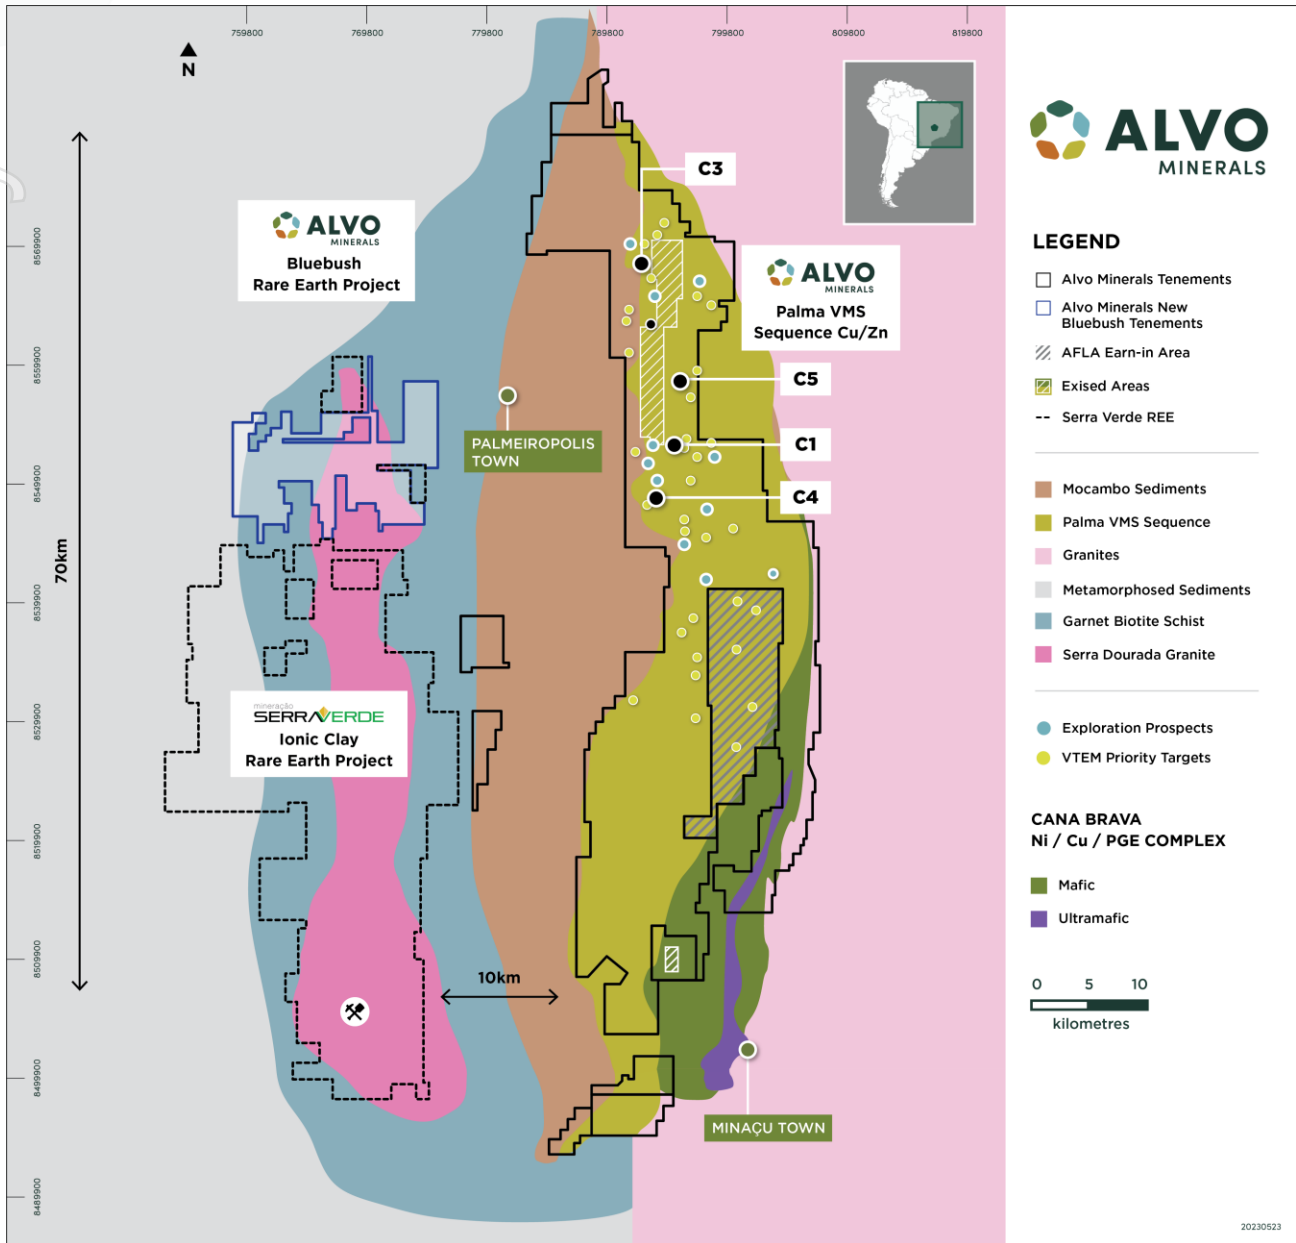 759800
769800
779800
789800
799800
809800
819800
N
8569900
8559900
8549900
8539900
8529900
8519900
8509900
8499900
8489900
70km
ALVO
MINERALS
Bluebush
Rare Earth Project
C3
ALVO
MINERALS
Palma VMS
Sequence Cu/Zn
C5
C1
C4
PALMEIROPOLIS
TOWN
mineração
SERRA VERDE
Ionic Clay
Rare Earth Project
10km
MINAÇU TOWN
ALVO
MINERALS
LEGEND
Alvo Minerals Tenements
Alvo Minerals New
Bluebush Tenements
AFLA Earn-in Area
Exised Areas
Serra Verde REE
Mocambo Sediments
Palma VMS Sequence
Granites
Metamorphosed Sediments
Garnet Biotite Schist
Serra Dourada Granite
Exploration Prospects
VTEM Priority Targets
CANA BRAVA
Ni / Cu / PGE COMPLEX
Mafic
Ultramafic
0 5 10
kilometres
20230523